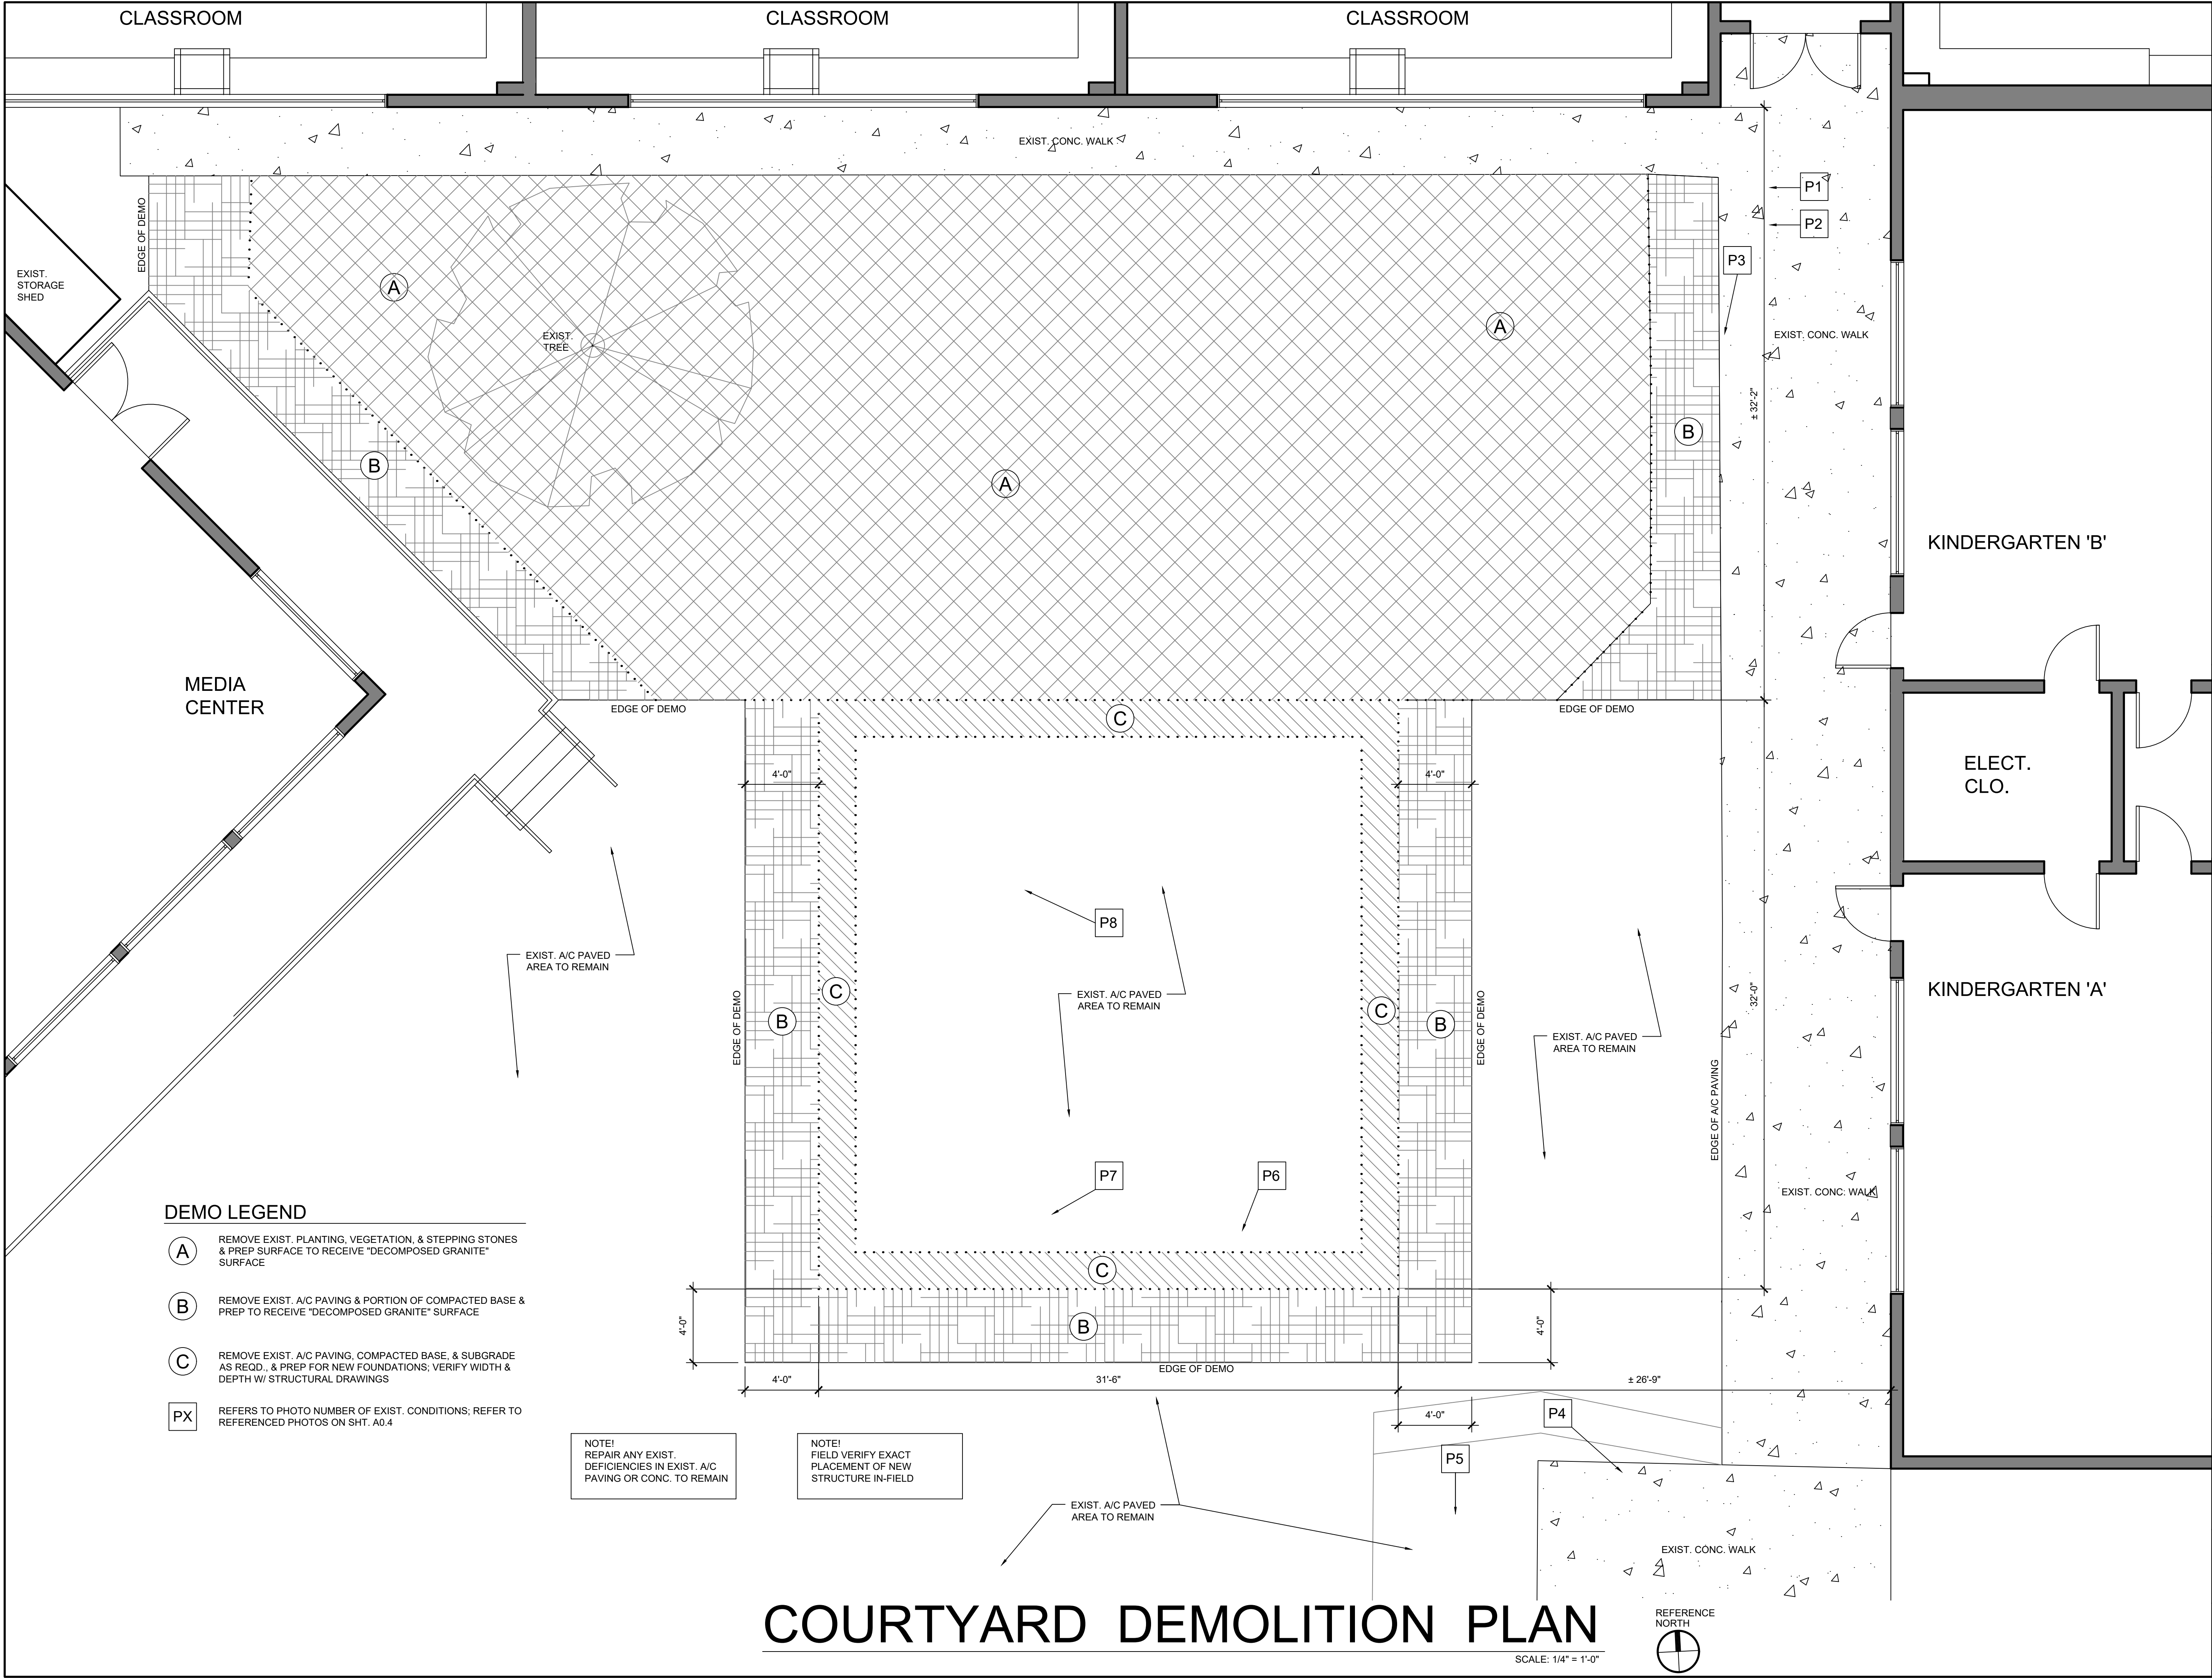 CLASSROOM
CLASSROOM
CLASSROOM
EXIST. CONC. WALK
EDGE OF DEMO
P1
P2
P3
EXIST.
STORAGE
SHED
A
EXIST.
TREE
A
EXIST. CONC. WALK
± 32'-2"
B
B
A
KINDERGARTEN 'B'
MEDIA
CENTER
EDGE OF DEMO
C
EDGE OF DEMO
4'-0"
4'-0"
ELECT.
CLO.
P8
EXIST. A/C PAVED
AREA TO REMAIN
C
EXIST. A/C PAVED
AREA TO REMAIN
C
B
EDGE OF DEMO
B
EDGE OF DEMO
32'-0"
KINDERGARTEN 'A'
EXIST. A/C PAVED
AREA TO REMAIN
EDGE OF A/C PAVING
P7
P6
EXIST. CONC. WALK
DEMO LEGEND
A
REMOVE EXIST. PLANTING, VEGETATION, & STEPPING STONES
& PREP SURFACE TO RECEIVE "DECOMPOSED GRANITE"
SURFACE
B
REMOVE EXIST. A/C PAVING & PORTION OF COMPACTED BASE &
PREP TO RECEIVE "DECOMPOSED GRANITE" SURFACE
C
REMOVE EXIST. A/C PAVING, COMPACTED BASE, & SUBGRADE
AS REQD., & PREP FOR NEW FOUNDATIONS; VERIFY WIDTH &
DEPTH W/ STRUCTURAL DRAWINGS
PX
REFERS TO PHOTO NUMBER OF EXIST. CONDITIONS; REFER TO
REFERENCED PHOTOS ON SHT. A0.4
C
4'-0"
B
4'-0"
EDGE OF DEMO
4'-0"
31'-6"
± 26'-9"
4'-0"
P4
P5
NOTE!
REPAIR ANY EXIST.
DEFICIENCIES IN EXIST. A/C
PAVING OR CONC. TO REMAIN
NOTE!
FIELD VERIFY EXACT
PLACEMENT OF NEW
STRUCTURE IN-FIELD
EXIST. A/C PAVED
AREA TO REMAIN
EXIST. CONC. WALK
COURTYARD DEMOLITION PLAN
SCALE: 1/4" = 1'-0"
REFERENCE
NORTH